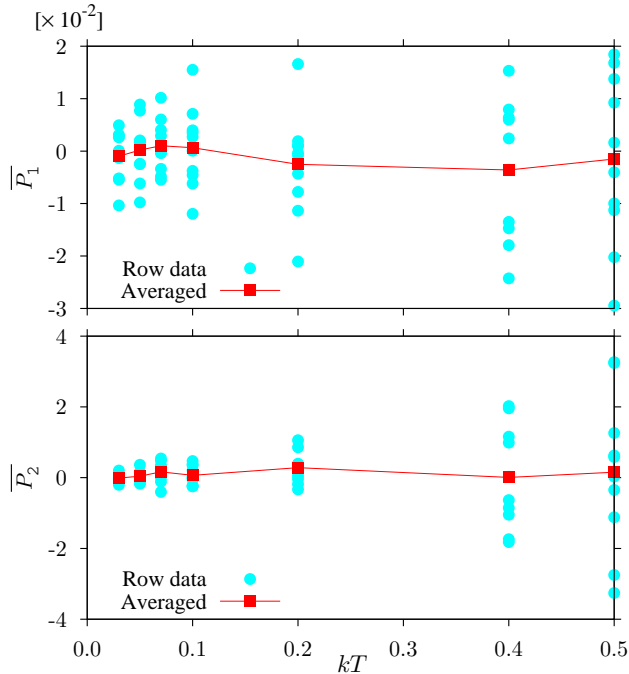 [×10⁻²]
2
1
0
-1
-2
-3
P̅₁
Row data
Averaged
4
2
0
-2
-4
P̅₂
Row data
Averaged
0.0 0.1 0.2 0.3 0.4 0.5
kT